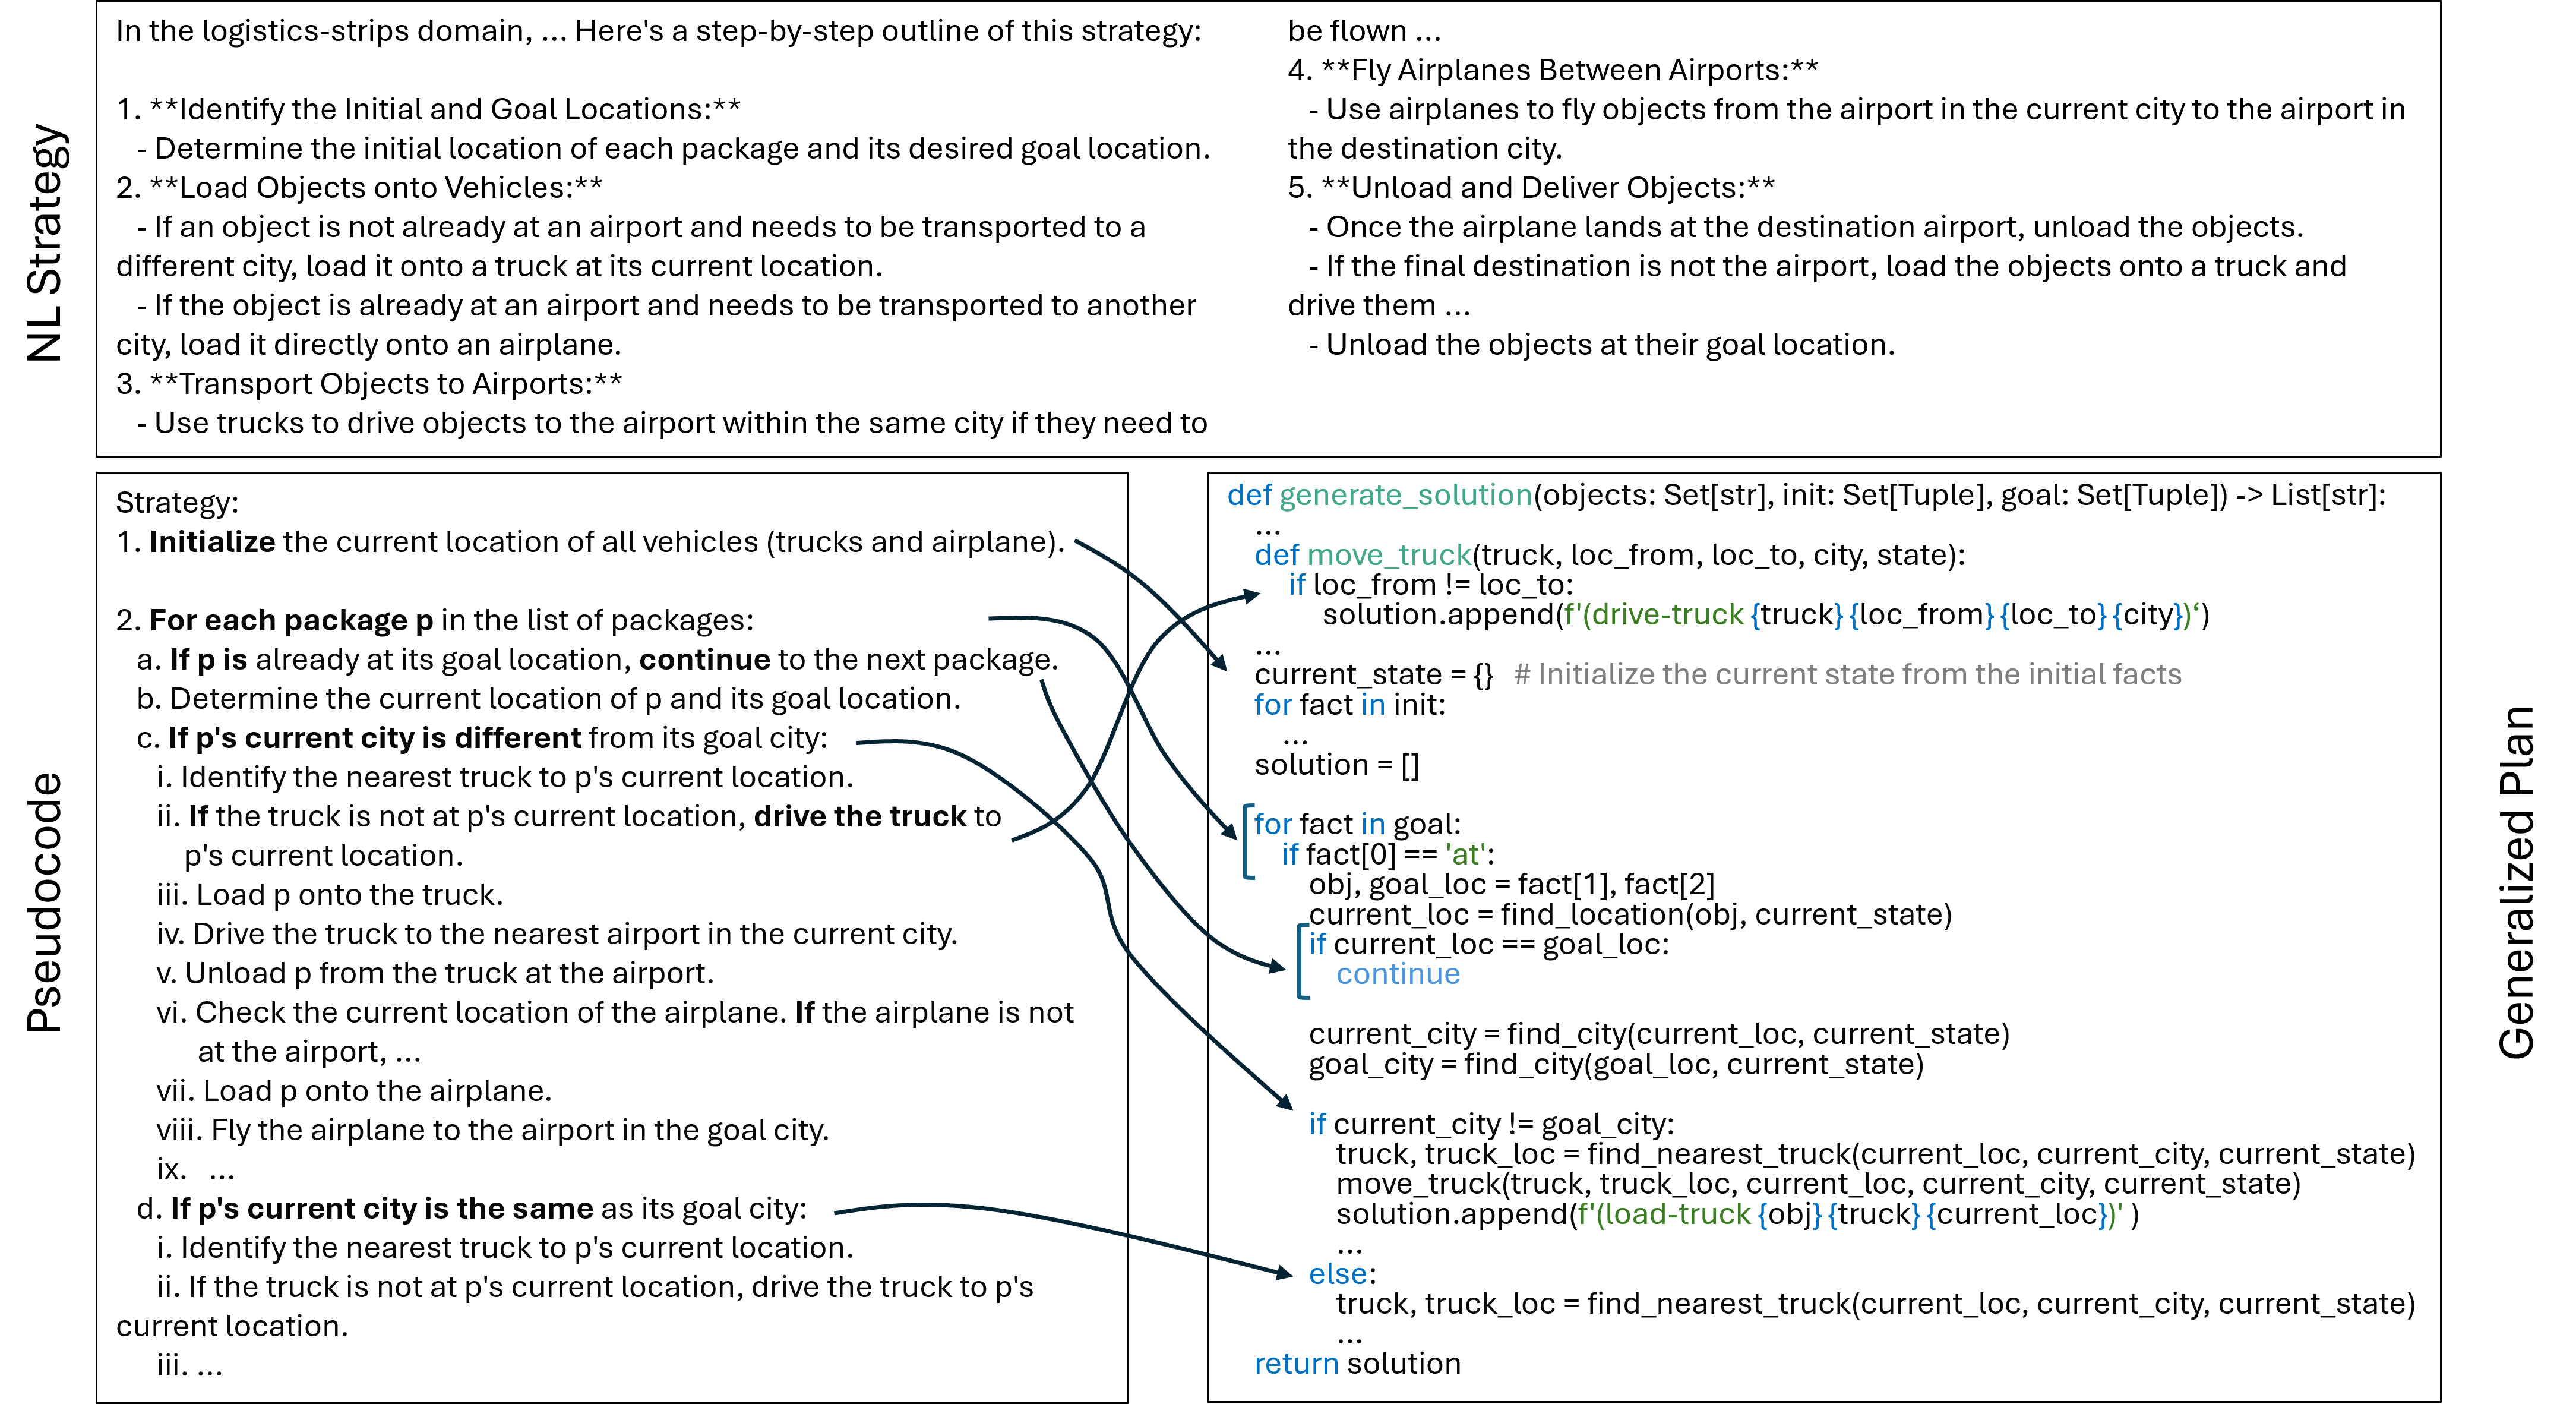 NL Strategy
In the logistics-strips domain, ... Here's a step-by-step outline of this strategy:
1. **Identify the Initial and Goal Locations:**
- Determine the initial location of each package and its desired goal location.
2. **Load Objects onto Vehicles:**
- If an object is not already at an airport and needs to be transported to a
different city, load it onto a truck at its current location.
- If the object is already at an airport and needs to be transported to another
city, load it directly onto an airplane.
3. **Transport Objects to Airports:**
- Use trucks to drive objects to the airport within the same city if they need to
be flown ...
4. **Fly Airplanes Between Airports:**
- Use airplanes to fly objects from the airport in the current city to the airport in
the destination city.
5. **Unload and Deliver Objects:**
- Once the airplane lands at the destination airport, unload the objects.
- If the final destination is not the airport, load the objects onto a truck and
drive them ...
- Unload the objects at their goal location.
Pseudocode
Strategy:
1. Initialize the current location of all vehicles (trucks and airplane).
2. For each package p in the list of packages:
a. If p is already at its goal location, continue to the next package.
b. Determine the current location of p and its goal location.
c. If p's current city is different from its goal city:
i. Identify the nearest truck to p's current location.
ii. If the truck is not at p's current location, drive the truck to
p's current location.
iii. Load p onto the truck.
iv. Drive the truck to the nearest airport in the current city.
v. Unload p from the truck at the airport.
vi. Check the current location of the airplane. If the airplane is not
at the airport, ...
vii. Load p onto the airplane.
viii. Fly the airplane to the airport in the goal city.
ix. ...
d. If p's current city is the same as its goal city:
i. Identify the nearest truck to p's current location.
ii. If the truck is not at p's current location, drive the truck to p's
current location.
iii. ...
def generate_solution(objects: Set[str], init: Set[Tuple], goal: Set[Tuple]) -> List[str]:
...
def move_truck(truck, loc_from, loc_to, city, state):
if loc_from != loc_to:
solution.append(f'(drive-truck {truck} {loc_from} {loc_to} {city})‘)
...
current_state = {} # Initialize the current state from the initial facts
for fact in init:
...
solution = []
for fact in goal:
if fact[0] == 'at':
obj, goal_loc = fact[1], fact[2]
current_loc = find_location(obj, current_state)
if current_loc == goal_loc:
continue
current_city = find_city(current_loc, current_state)
goal_city = find_city(goal_loc, current_state)
if current_city != goal_city:
truck, truck_loc = find_nearest_truck(current_loc, current_city, current_state)
move_truck(truck, truck_loc, current_loc, current_city, current_state)
solution.append(f'(load-truck {obj} {truck} {current_loc})' )
...
else:
truck, truck_loc = find_nearest_truck(current_loc, current_city, current_state)
...
return solution
Generalized Plan